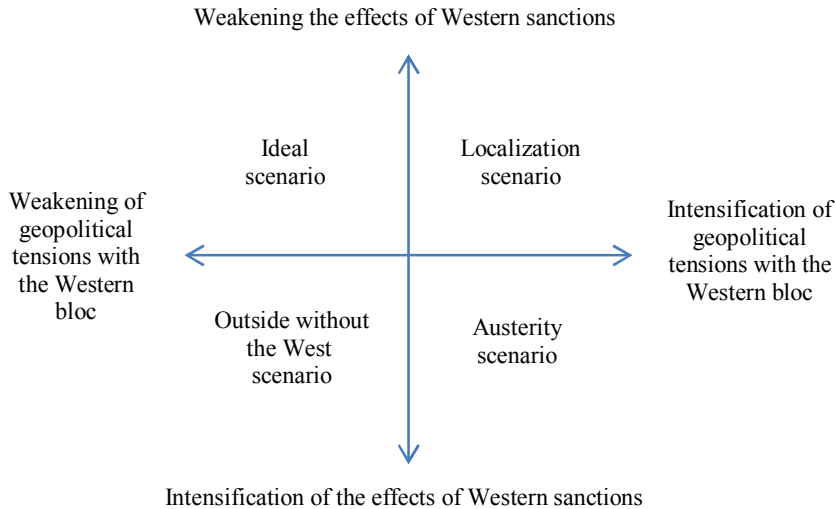 Weakening the effects of Western sanctions
Ideal
scenario
Localization
scenario
Weakening of
geopolitical
tensions with
the Western
bloc
Intensification of
geopolitical
tensions with the
Western bloc
Outside without
the West
scenario
Austerity
scenario
Intensification of the effects of Western sanctions